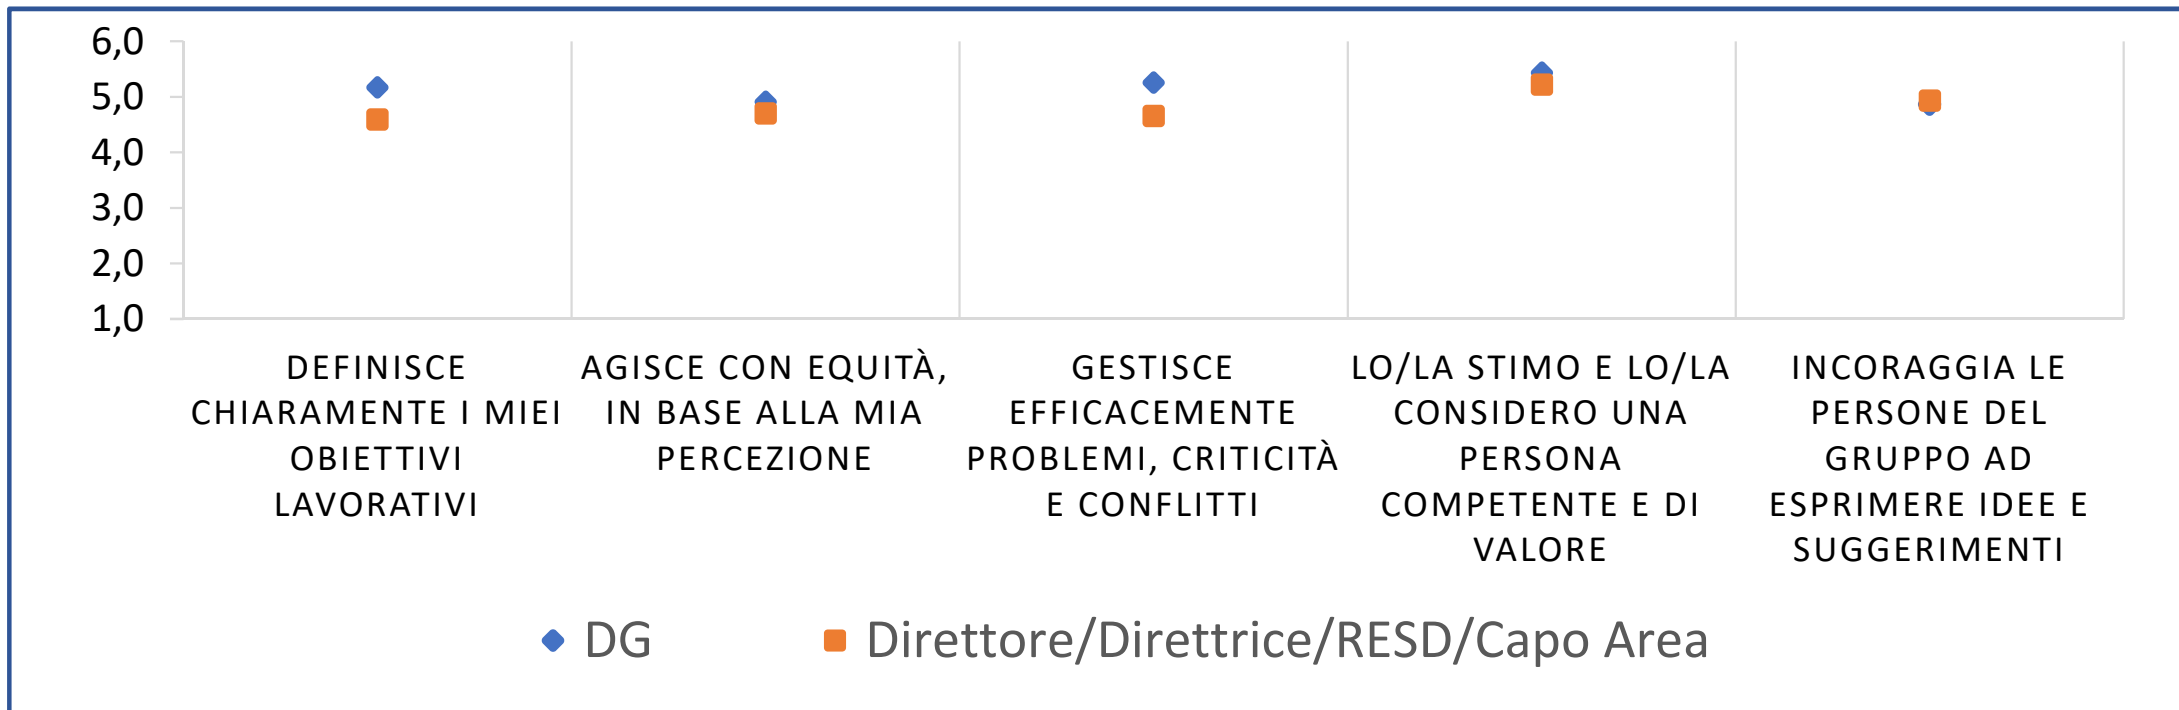 6,0
5,0
4,0
3,0
2,0
1,0
DEFINISCE
CHIARAMENTE I MIEI
OBIETTIVI
LAVORATIVI
AGISCE CON EQUITÀ,
IN BASE ALLA MIA
PERCEZIONE
GESTISCE
EFFICACEMENTE
PROBLEMI, CRITICITÀ
E CONFLITTI
LO/LA STIMO E LO/LA
CONSIDERO UNA
PERSONA
COMPETENTE E DI
VALORE
INCORAGGIA LE
PERSONE DEL
GRUPPO AD
ESPRIMERE IDEE E
SUGGERIMENTI
DG
Direttore/Direttrice/RESD/Capo Area